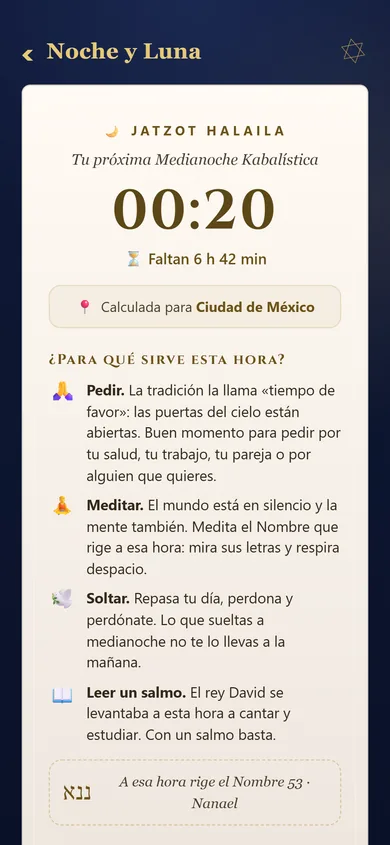 Noche y Luna
JATZOT HALAILA
Tu próxima Medianoche Kabalística
00:20
Faltan 6 h 42 min
Calculada para Ciudad de México
¿Para qué sirve esta hora?
Pedir. La tradición la llama «tiempo de
favor»: las puertas del cielo están
abiertas. Buen momento para pedir por
tu salud, tu trabajo, tu pareja o por
alguien que quieres.
Meditar. El mundo está en silencio y la
mente también. Medita el Nombre que
rige a esa hora: mira sus letras y respira
despacio.
Soltar. Repasa tu día, perdona y
perdónate. Lo que sueltas a
medianoche no te lo llevas a la
mañana.
Leer un salmo. El rey David se
levantaba a esta hora a cantar y
estudiar. Con un salmo basta.
ננא
A esa hora rige el Nombre 53 ·
Nanael